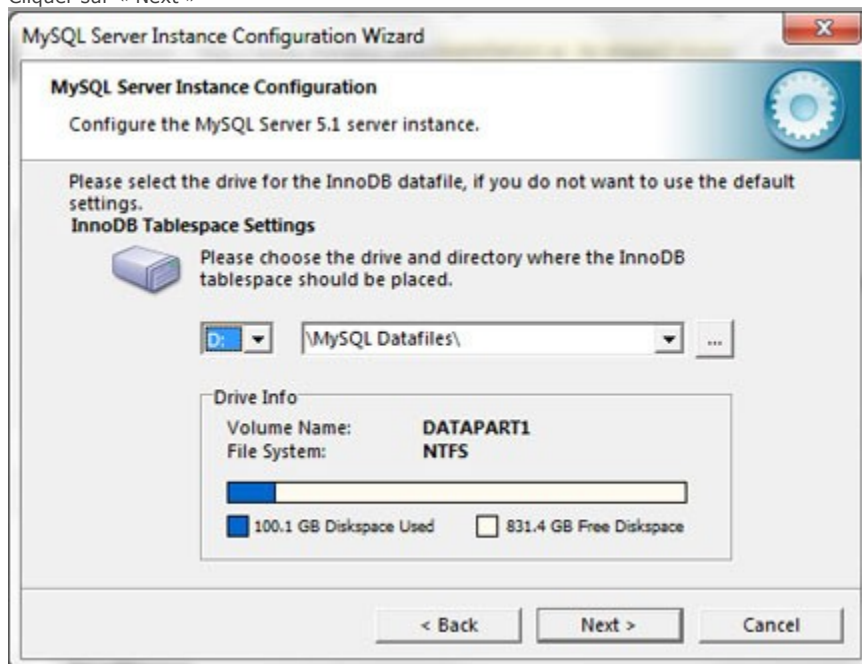 Cliquer sur « Next »
MySQL Server Instance Configuration Wizard
MySQL Server Instance Configuration
Configure the MySQL Server 5.1 server instance.
Please select the drive for the InnoDB datafile, if you do not want to use the default
settings.
InnoDB Tablespace Settings
Please choose the drive and directory where the InnoDB
tablespace should be placed.
D: \MySQL Datafiles\ ...
Drive Info
Volume Name: DATAPART1
File System: NTFS
100.1 GB Diskspace Used 831.4 GB Free Diskspace
< Back Next > Cancel